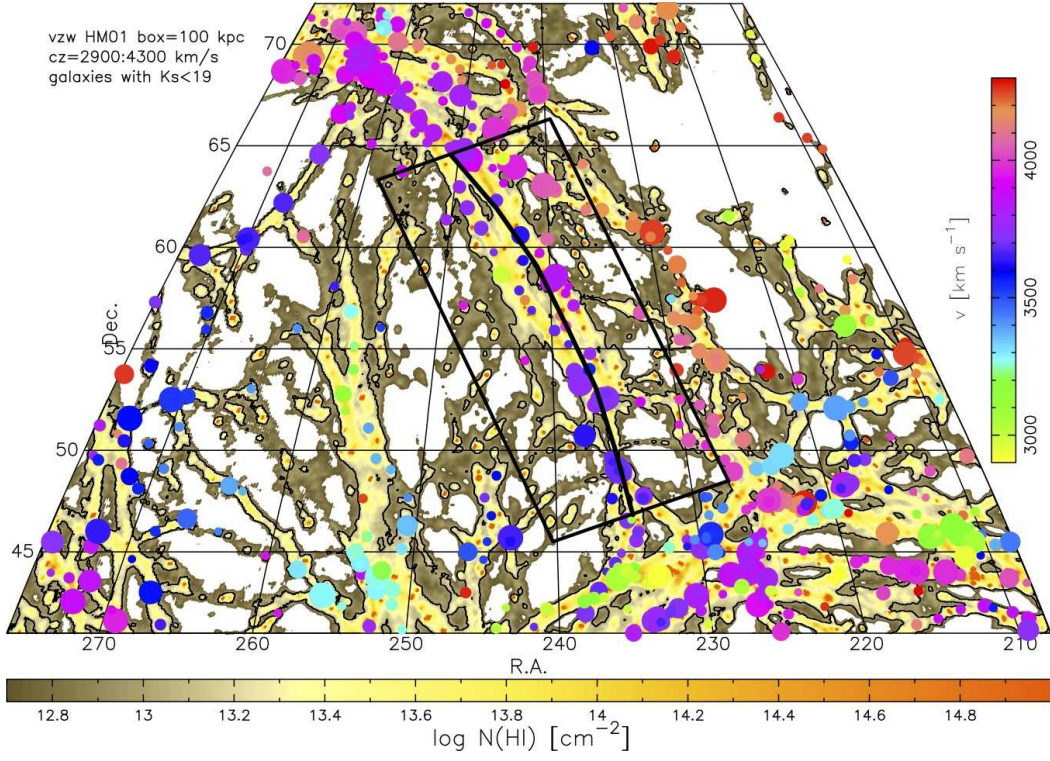 vzw HM01 box=100 kpc
cz=2900:4300 km/s
galaxies with Ks<19
70
65
60
55
50
45
Dec.
270 260 250 240 230 220 210
R.A.
4000
3500
3000
v [km s⁻¹]
12.8 13 13.2 13.4 13.6 13.8 14 14.2 14.4 14.6 14.8
log N(HI) [cm⁻²]